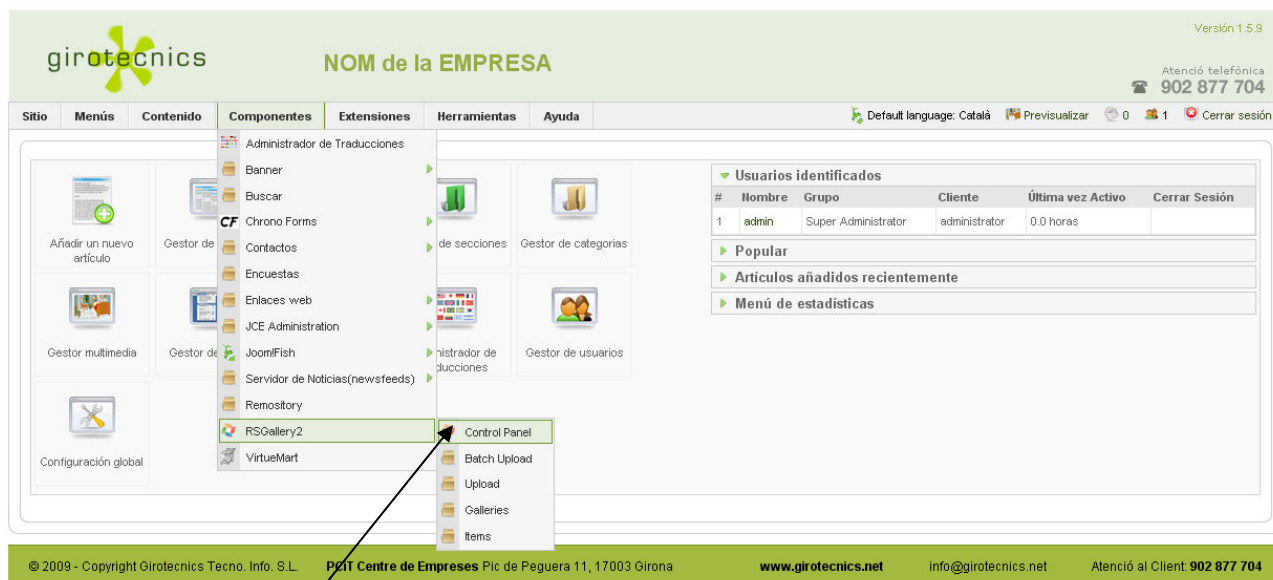 Versión 1.5.9
girotecnics
NOM de la EMPRESA
Atenció telefònica
902 877 704
Sitio Menús Contenido Componentes Extensiones Herramientas Ayuda Default language: Català Previsualizar 0 1 Cerrar sesión
Administrador de Traducciones
Banner
Buscar
CF Chrono Forms
Contactos
Encuestas
Enlaces web
JCE Administration
Joom!Fish
Servidor de Noticias(newsfeeds)
Remository
RSGallery2
VirtueMart
Control Panel
Batch Upload
Upload
Galleries
Items
Añadir un nuevo
artículo
Gestor de
de secciones
Gestor de categorias
Gestor multimedia
Gestor de
nistrador de
ducciones
Gestor de usuarios
Configuración global
Usuarios identificados
# Nombre Grupo Cliente Última vez Activo Cerrar Sesión
1 admin Super Administrator administrator 0.0 horas
Popular
Artículos añadidos recientemente
Menú de estadísticas
© 2009 - Copyright Girotecnics Tecno. Info. S.L. PCiT Centre de Empreses Pic de Peguera 11, 17003 Girona www.girotecnics.net info@girotecnics.net Atenció al Client: 902 877 704